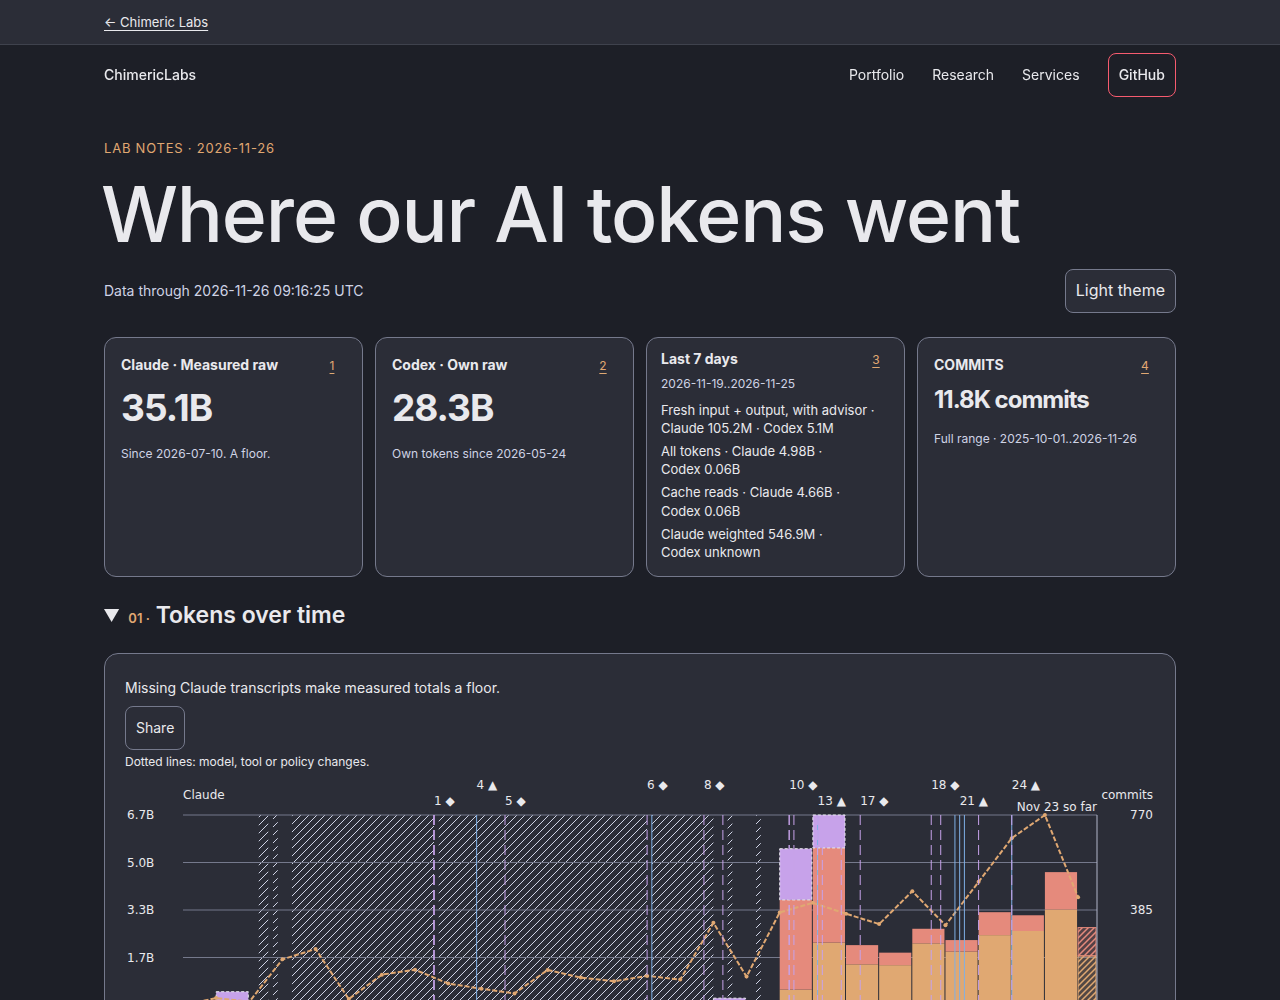 ← Chimeric Labs
ChimericLabs
Portfolio
Research
Services
GitHub
LAB NOTES · 2026-11-26
Where our AI tokens went
Data through 2026-11-26 09:16:25 UTC
Light theme
Claude · Measured raw 1
35.1B
Since 2026-07-10. A floor.
Codex · Own raw 2
28.3B
Own tokens since 2026-05-24
Last 7 days 3
2026-11-19..2026-11-25
Fresh input + output, with advisor ·
Claude 105.2M · Codex 5.1M
All tokens · Claude 4.98B ·
Codex 0.06B
Cache reads · Claude 4.66B ·
Codex 0.06B
Claude weighted 546.9M ·
Codex unknown
COMMITS 4
11.8K commits
Full range · 2025-10-01..2026-11-26
▼ 01 · Tokens over time
Missing Claude transcripts make measured totals a floor.
Share
Dotted lines: model, tool or policy changes.
4 ▲
6 ◆
8 ◆
10 ◆
18 ◆
24 ▲
Claude
commits
1 ◆
5 ◆
13 ▲
17 ◆
21 ▲
Nov 23 so far
6.7B
770
5.0B
3.3B
385
1.7B